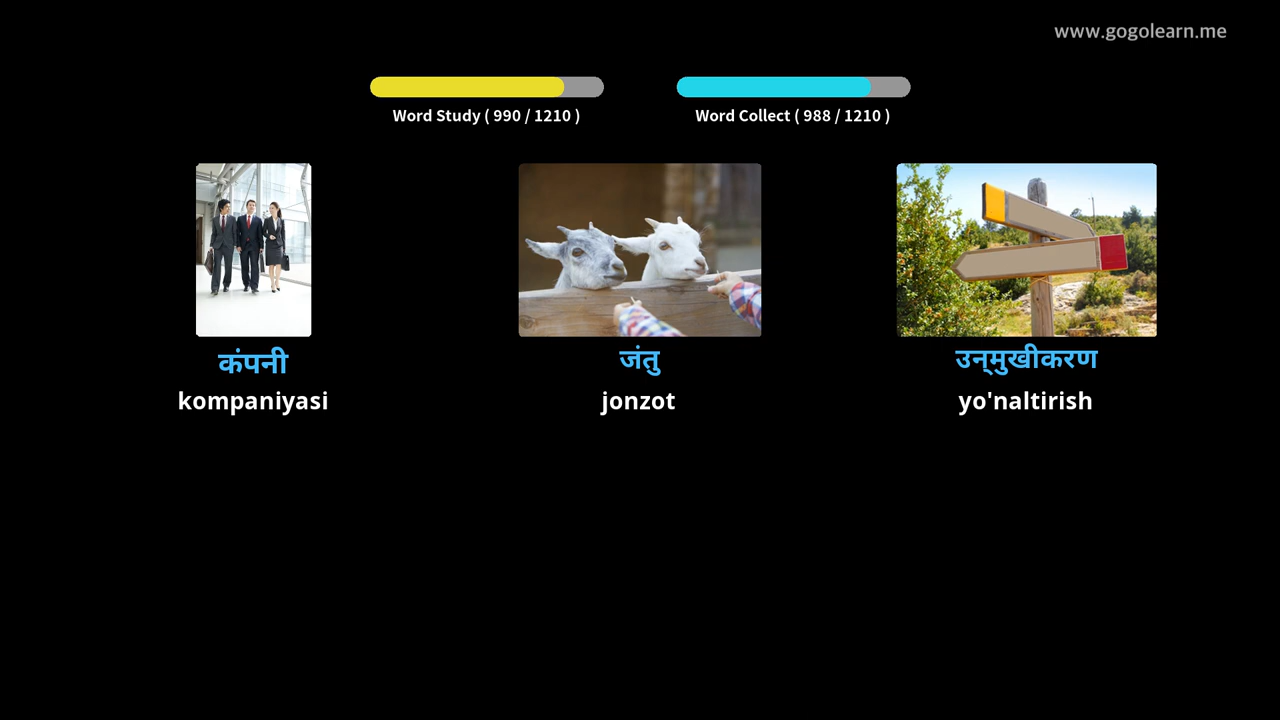 www.gogolearn.me
Word Study ( 990 / 1210 )
Word Collect ( 988 / 1210 )
कंपनी
जंतु
उन्मुखीकरण
kompaniyasi
jonzot
yo'naltirish